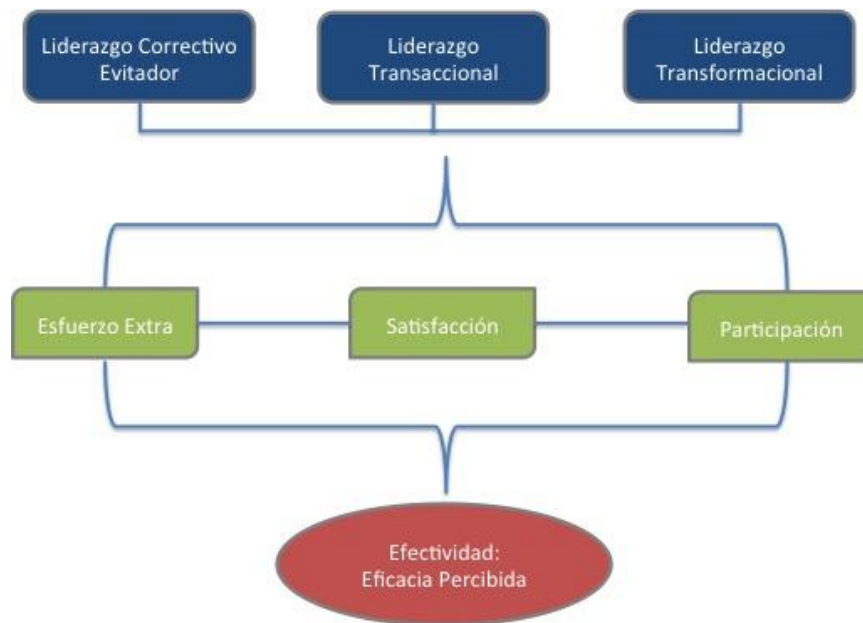 Liderazgo Correctivo
Evitador
Liderazgo
Transaccional
Liderazgo
Transformacional
Esfuerzo Extra
Satisfacción
Participación
Efectividad:
Eficacia Percibida